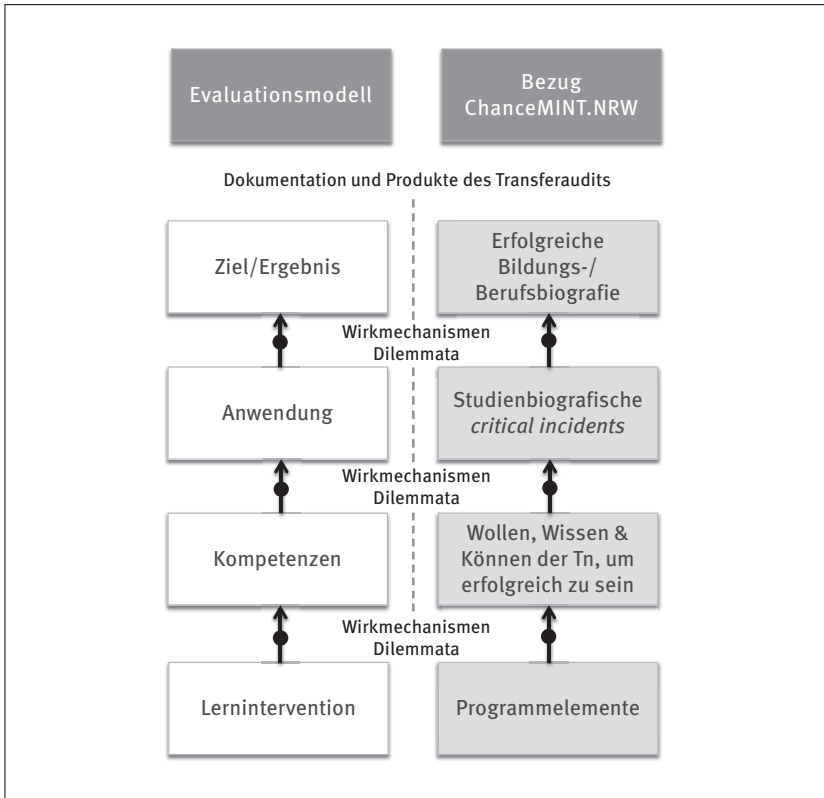 Evaluationsmodell
Bezug
ChanceMINT.NRW
Dokumentation und Produkte des Transferaudits
Ziel/Ergebnis
Erfolgreiche
Bildungs-/
Berufsbiografie
Wirkmechanismen
Dilemmata
Anwendung
Studienbiografische
critical incidents
Wirkmechanismen
Dilemmata
Kompetenzen
Wollen, Wissen &
Können der Tn, um
erfolgreich zu sein
Wirkmechanismen
Dilemmata
Lernintervention
Programmelemente